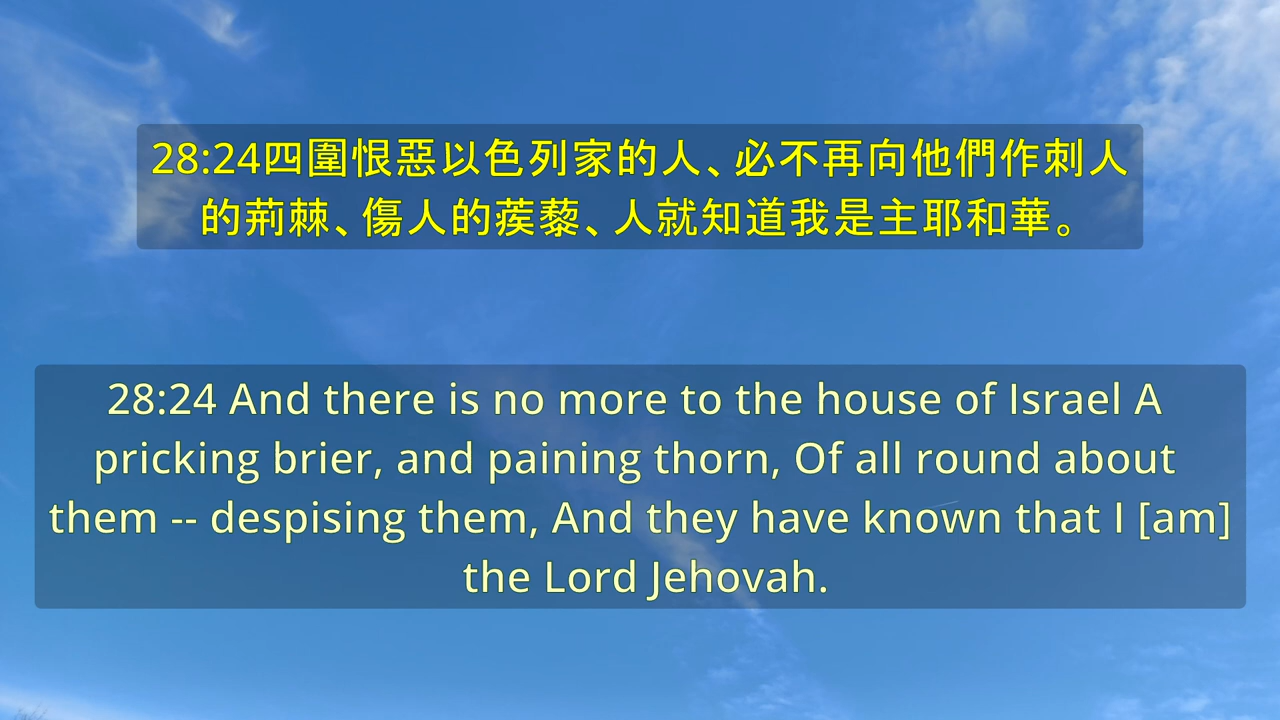 28:24四圍恨惡以色列家的人、必不再向他們作刺人
的荊棘、傷人的蒺藜、人就知道我是主耶和華。
28:24 And there is no more to the house of Israel A
pricking brier, and paining thorn, Of all round about
them -- despising them, And they have known that I [am]
the Lord Jehovah.